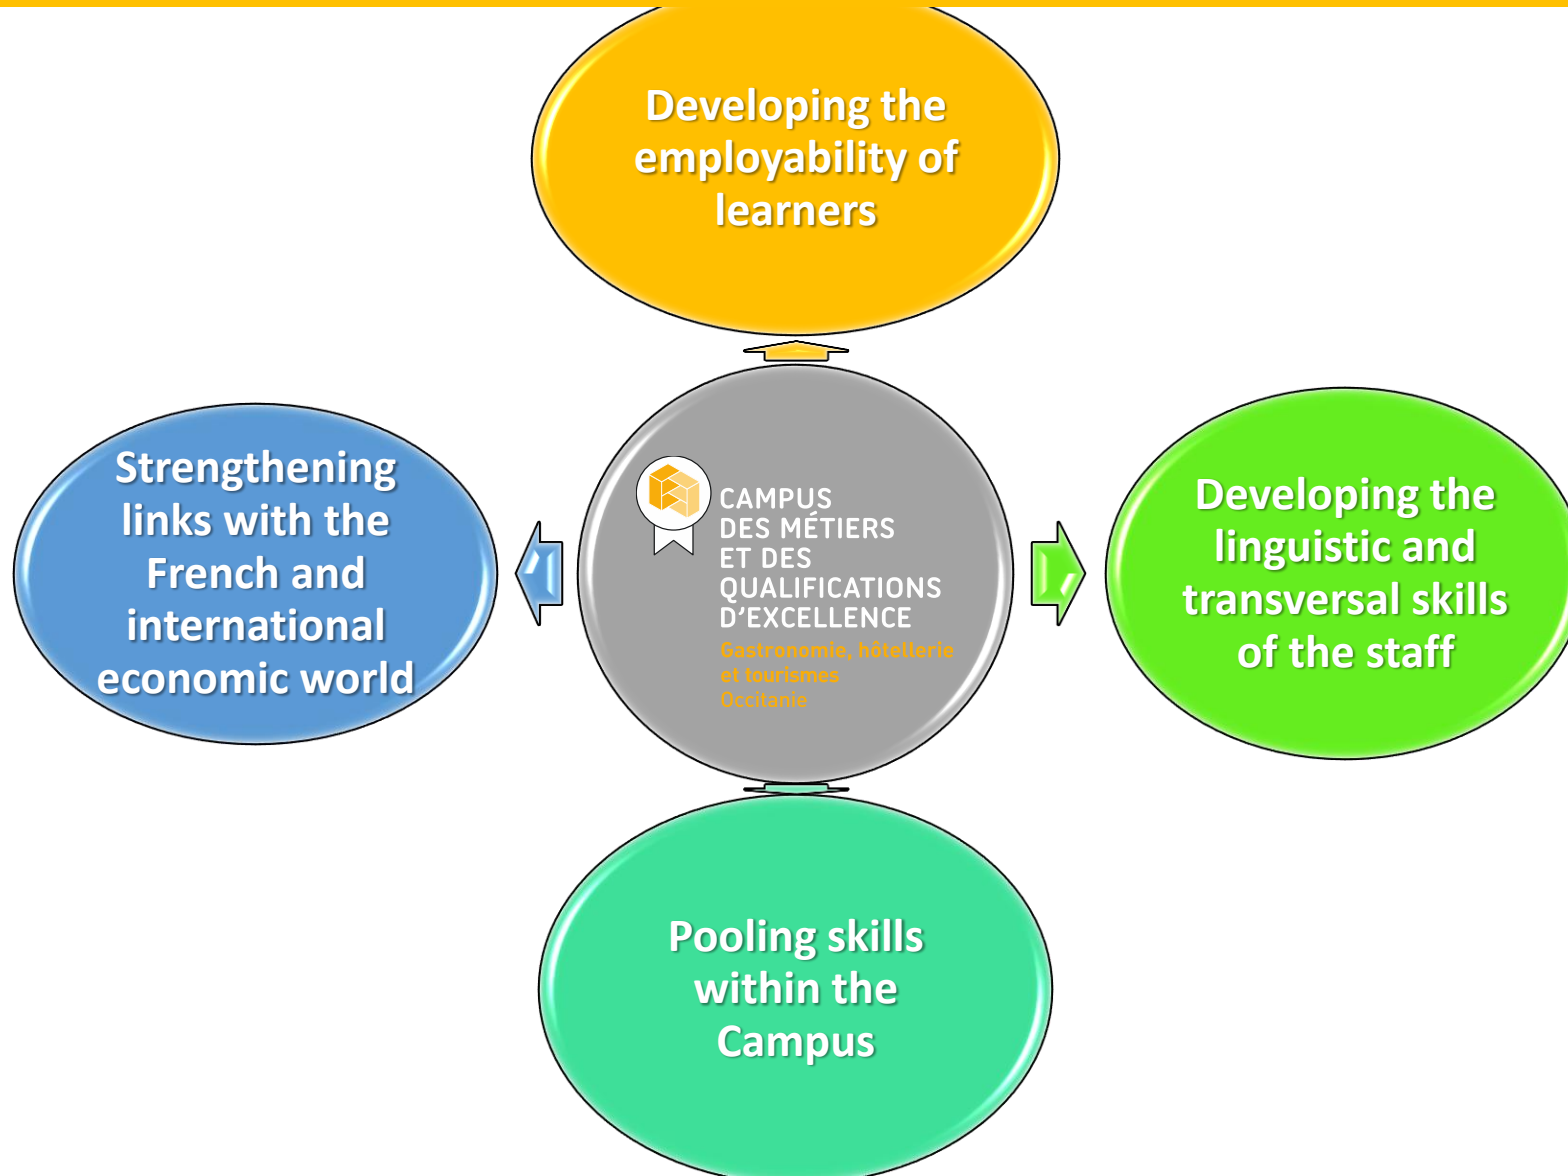 Developing the
employability of
learners
Strengthening
links with the
French and
international
economic world
CAMPUS
DES MÉTIERS
ET DES
QUALIFICATIONS
D'EXCELLENCE
Gastronomie, hôtellerie
et tourismes
Occitanie
Developing the
linguistic and
transversal skills
of the staff
Pooling skills
within the
Campus